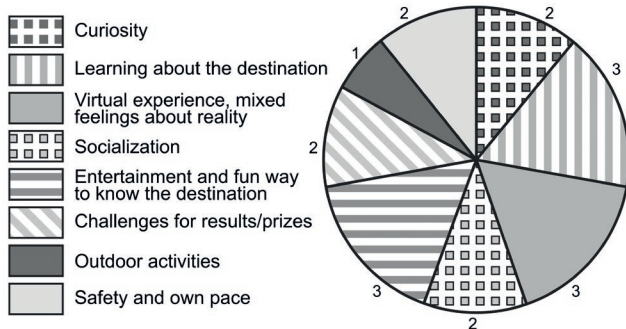 Curiosity
Learning about the destination
Virtual experience, mixed
feelings about reality
Socialization
Entertainment and fun way
to know the destination
Challenges for results/prizes
Outdoor activities
Safety and own pace
2
2
1
3
2
3
3
2